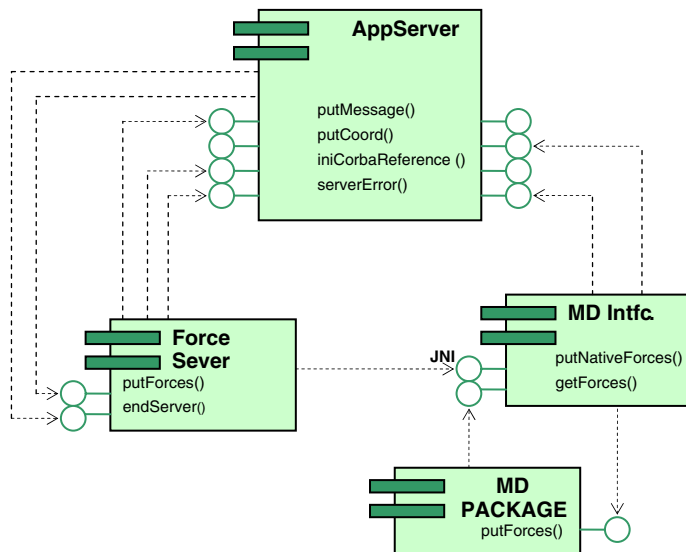 AppServer
putMessage()
putCoord()
iniCorbaReference ()
serverError()
Force
Sever
putForces()
endServer()
JNI
MD Intfc.
putNativeForces()
getForces()
MD
PACKAGE
putForces()